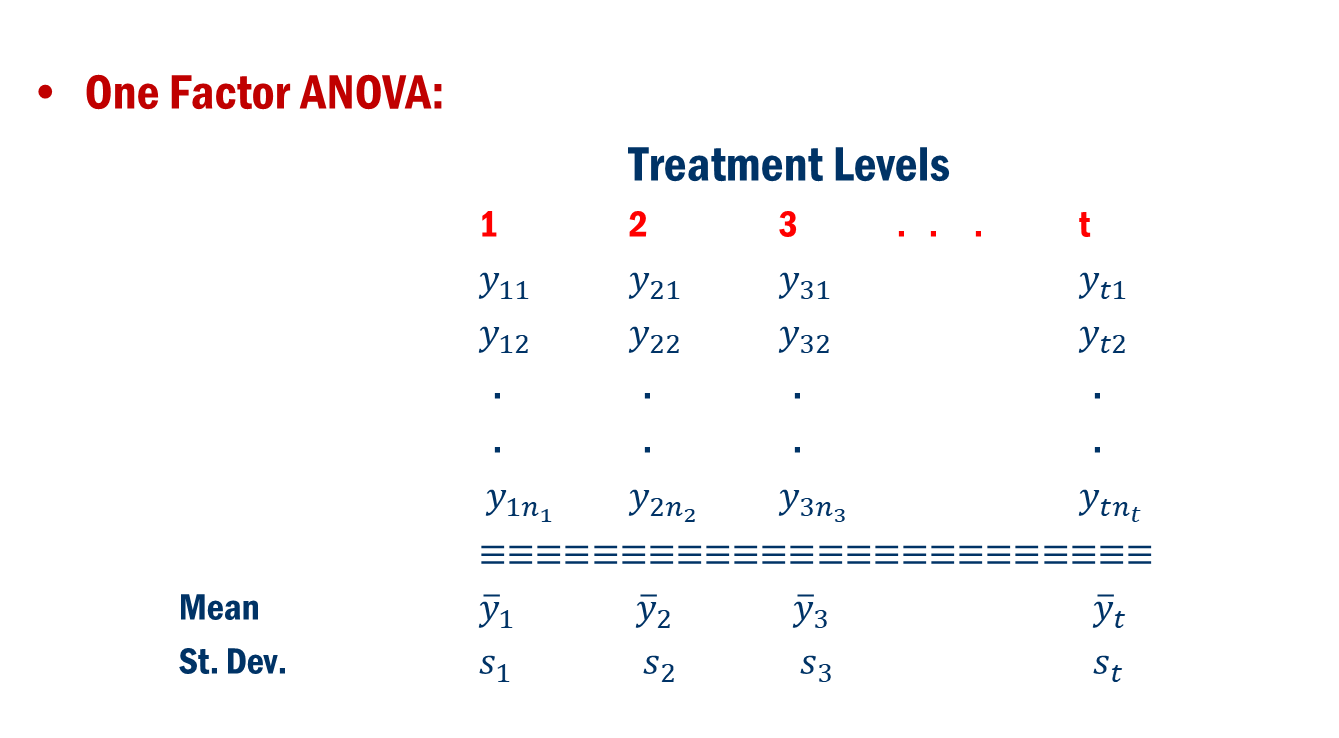 • One Factor ANOVA:
Treatment Levels
1 2 3 . . . t
y₁₁ y₂₁ y₃₁ yₜ₁
y₁₂ y₂₂ y₃₂ yₜ₂
. . . .
. . . .
y₁ₙ₁ y₂ₙ₂ y₃ₙ₃ yₜₙₜ
≡≡≡≡≡≡≡≡≡≡≡≡≡≡≡≡≡≡≡≡≡≡≡≡
Mean ȳ₁ ȳ₂ ȳ₃ ȳₜ
St. Dev. s₁ s₂ s₃ sₜ